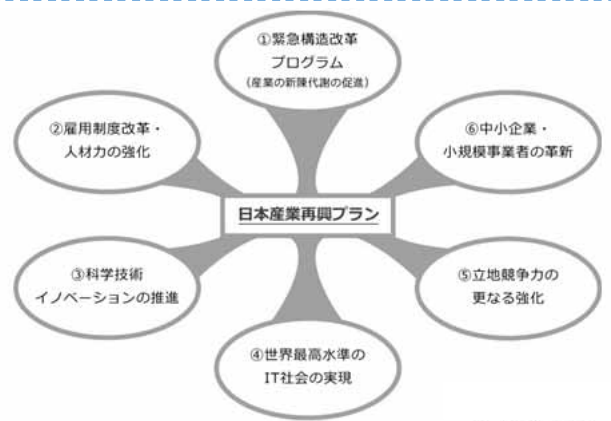 ①緊急構造改革
プログラム
(産業の新陳代謝の促進)
②雇用制度改革・
人材力の強化
⑥中小企業・
小規模事業者の革新
日本産業再興プラン
③科学技術
イノベーションの推進
⑤立地競争力の
更なる強化
④世界最高水準の
IT社会の実現